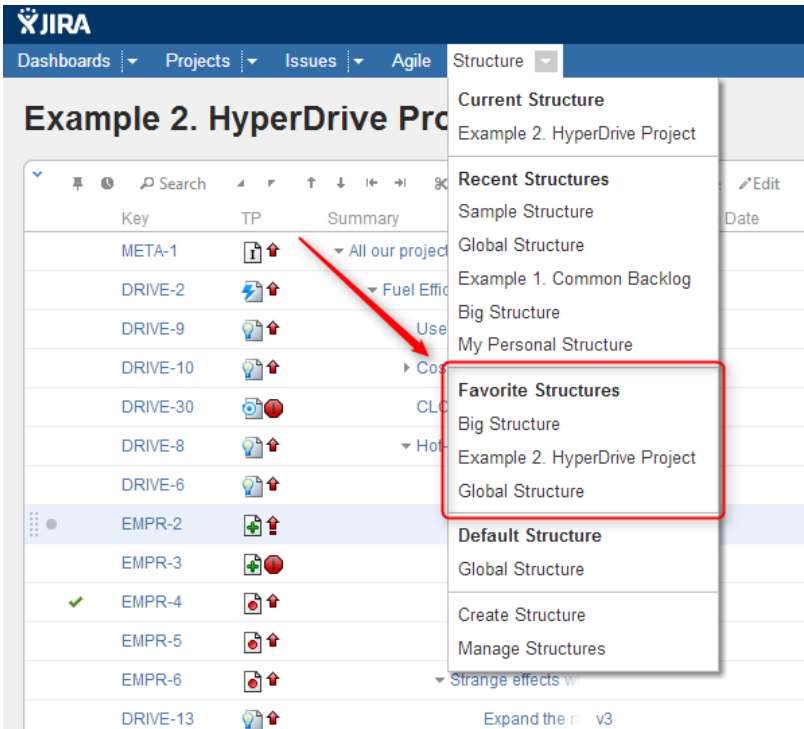 JIRA
Dashboards Projects Issues Agile Structure
Example 2. HyperDrive Pro
Search Edit
Key TP Summary Date
META-1 All our project
DRIVE-2 Fuel Effic
DRIVE-9 Use
DRIVE-10 Cos
DRIVE-30 CLO
DRIVE-8 Hot-
DRIVE-6
EMPR-2
EMPR-3
EMPR-4
EMPR-5
EMPR-6 Strange effects w
DRIVE-13 Expand the ra v3
Current Structure
Example 2. HyperDrive Project
Recent Structures
Sample Structure
Global Structure
Example 1. Common Backlog
Big Structure
My Personal Structure
Favorite Structures
Big Structure
Example 2. HyperDrive Project
Global Structure
Default Structure
Global Structure
Create Structure
Manage Structures